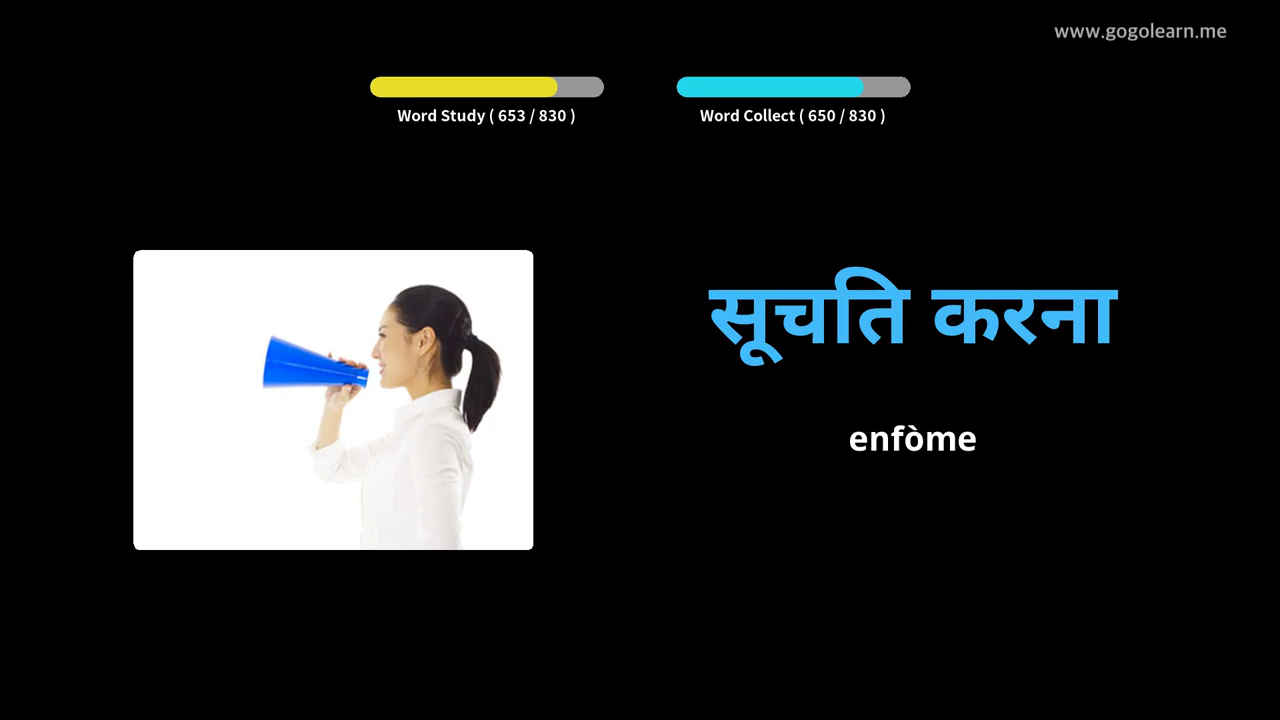 www.gogolearn.me
Word Study ( 653 / 830 )
Word Collect ( 650 / 830 )
सूचति करना
enfòme